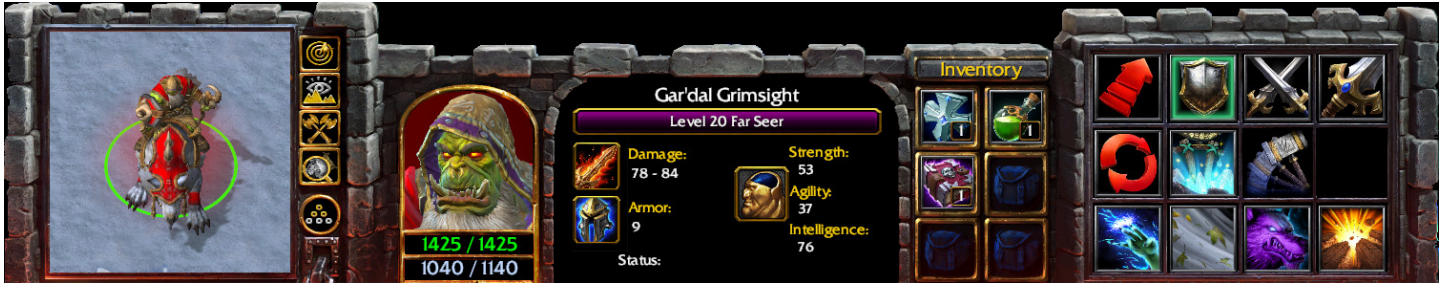 Gar'dal Grimsight
Level 20 Far Seer
Damage:
78 - 84
Armor:
9
Status:
Strength:
53
Agility:
37
Intelligence:
76
1425 / 1425
1040 / 1140
Inventory
1
1
1